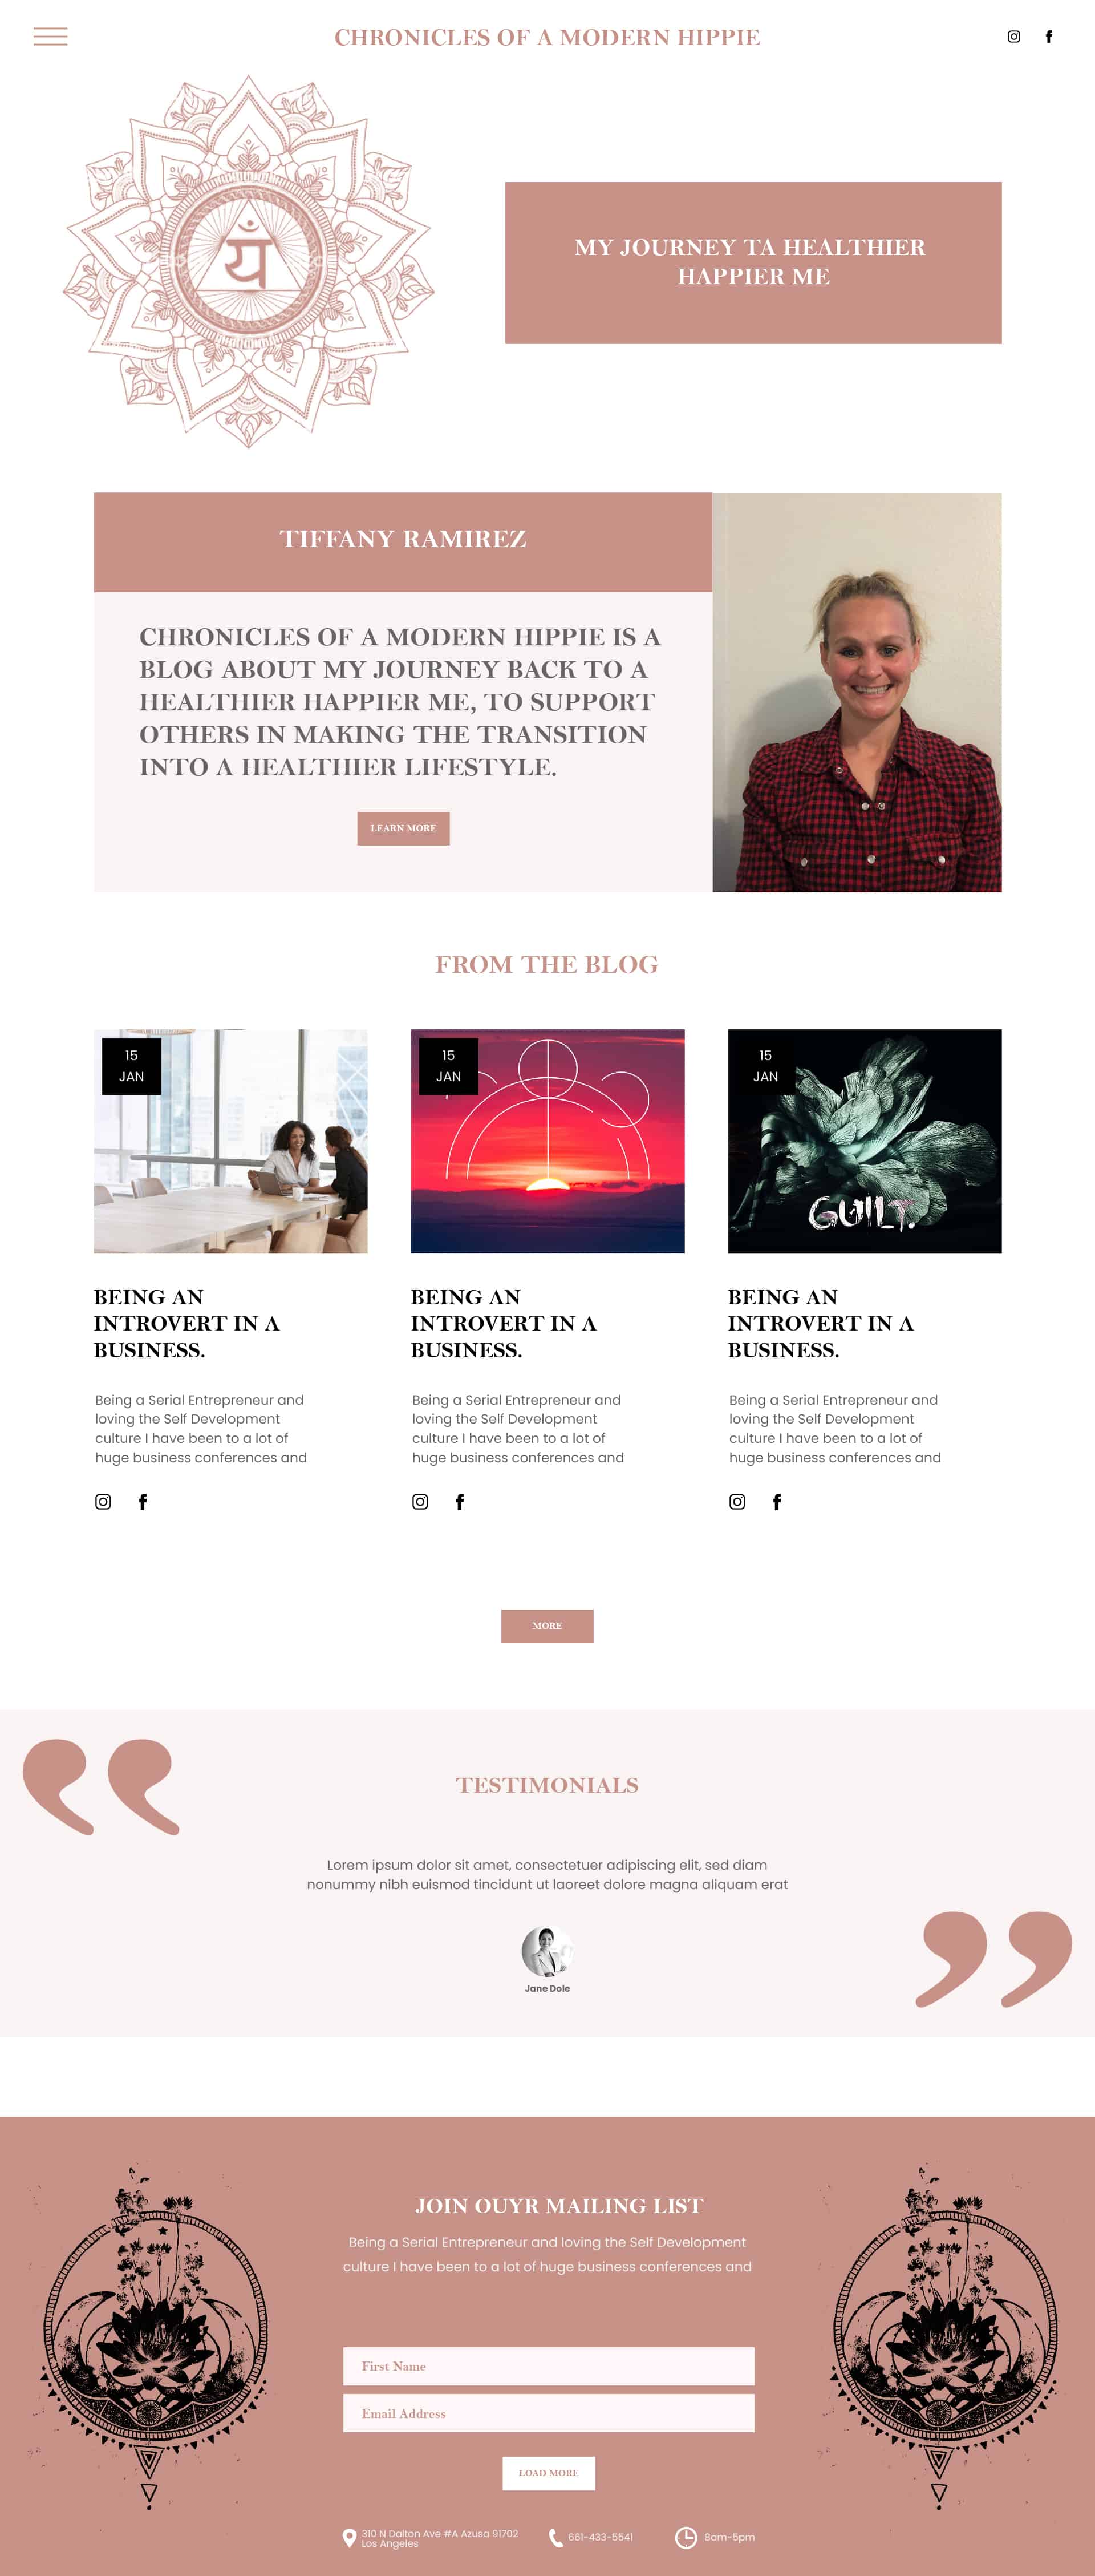 CHRONICLES OF A MODERN HIPPIE
य
MY JOURNEY TA HEALTHIER
HAPPIER ME
TIFFANY RAMIREZ
CHRONICLES OF A MODERN HIPPIE IS A
BLOG ABOUT MY JOURNEY BACK TO A
HEALTHIER HAPPIER ME, TO SUPPORT
OTHERS IN MAKING THE TRANSITION
INTO A HEALTHIER LIFESTYLE.
LEARN MORE
FROM THE BLOG
15
JAN
BEING AN
INTROVERT IN A
BUSINESS.
Being a Serial Entrepreneur and
loving the Self Development
culture I have been to a lot of
huge business conferences and
15
JAN
BEING AN
INTROVERT IN A
BUSINESS.
Being a Serial Entrepreneur and
loving the Self Development
culture I have been to a lot of
huge business conferences and
15
JAN
GUILT.
BEING AN
INTROVERT IN A
BUSINESS.
Being a Serial Entrepreneur and
loving the Self Development
culture I have been to a lot of
huge business conferences and
MORE
TESTIMONIALS
Lorem ipsum dolor sit amet, consectetuer adipiscing elit, sed diam
nonummy nibh euismod tincidunt ut laoreet dolore magna aliquam erat
Jane Dole
JOIN OUYR MAILING LIST
Being a Serial Entrepreneur and loving the Self Development
culture I have been to a lot of huge business conferences and
First Name
Email Address
LOAD MORE
310 N Dalton Ave #A Azusa 91702
Los Angeles
661-433-5541
8am-5pm